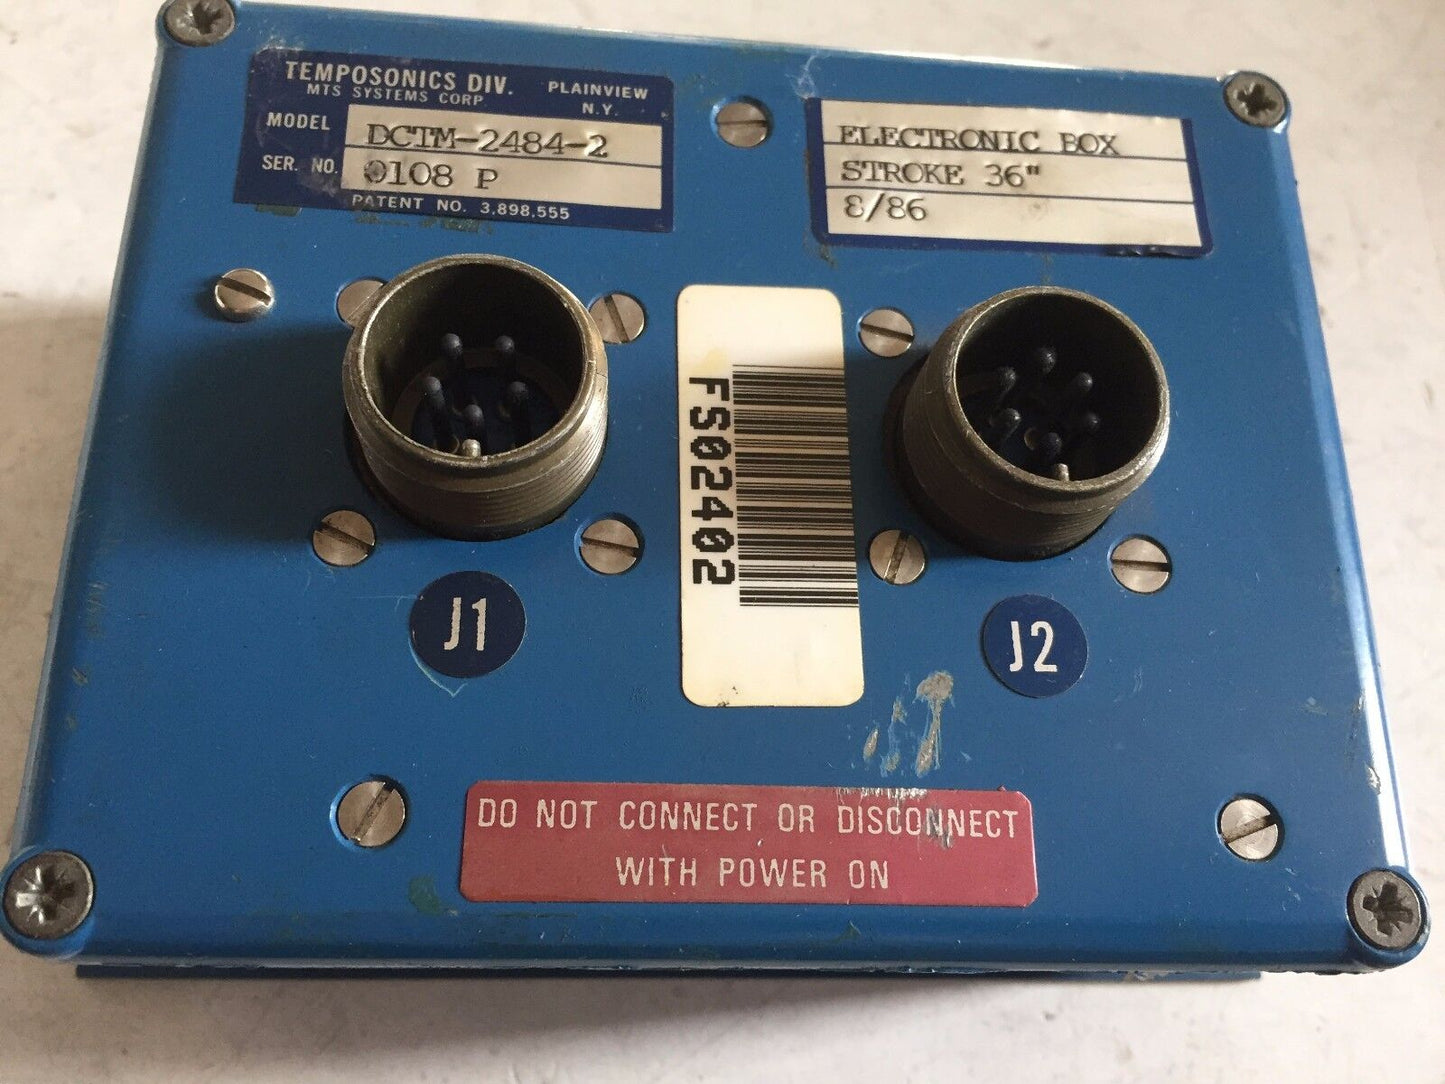 TEMPOSONICS DIV.
MTS SYSTEMS CORP
PLAINVIEW
N.Y.
MODEL DCTM-2484-2
SER. NO. 0108 P
PATENT NO. 3,898,555
ELECTRONIC BOX
STROKE 36"
8/86
FS02402
J1
J2
DO NOT CONNECT OR DISCONNECT
WITH POWER ON